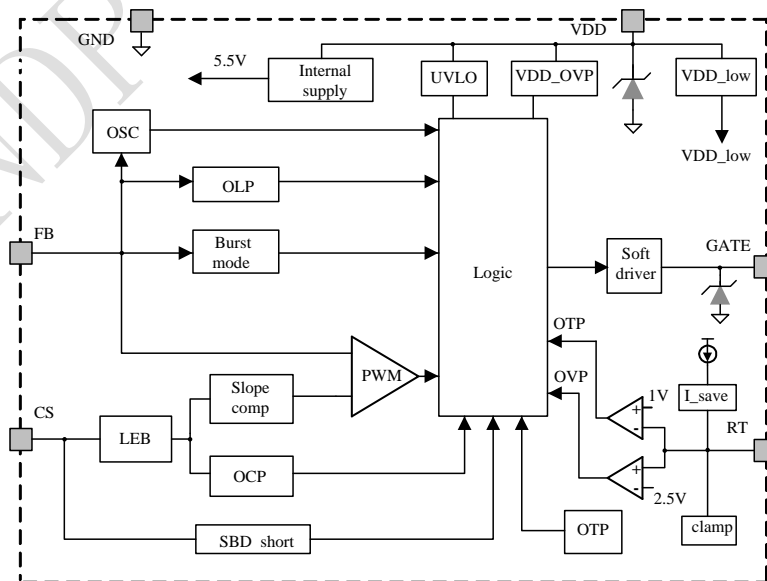 GND
VDD
5.5V
Internal
supply
UVLO
VDD_OVP
VDD_low
OSC
VDD_low
OLP
FB
Burst
mode
Logic
Soft
driver
GATE
OTP
PWM
OVP
1V
I_save
CS
Slope
comp
LEB
+
-
RT
OCP
+
-
2.5V
SBD short
OTP
clamp